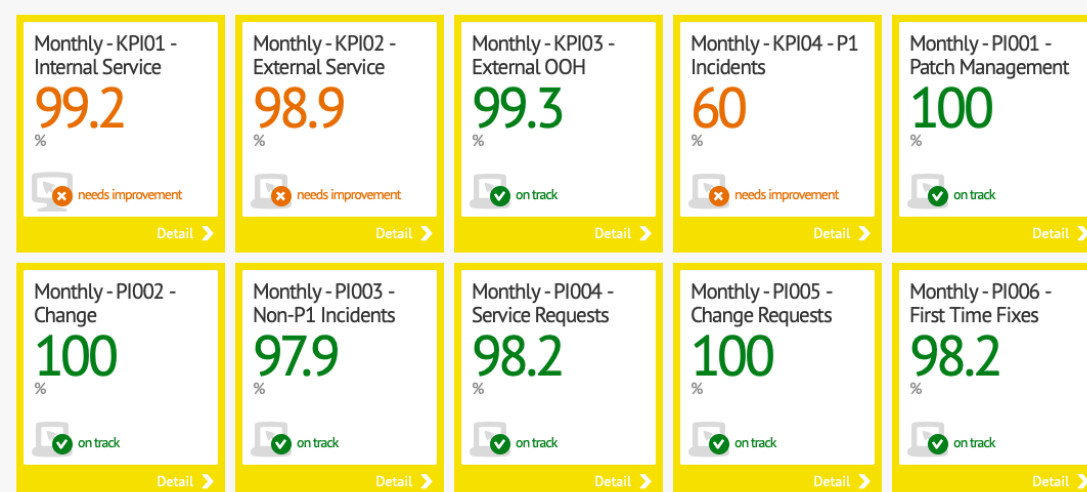 Monthly - KPI01 -
Internal Service
99.2
%
needs improvement
Detail
Monthly - KPI02 -
External Service
98.9
%
needs improvement
Detail
Monthly - KPI03 -
External OOH
99.3
%
on track
Detail
Monthly - KPI04 - P1
Incidents
60
%
needs improvement
Detail
Monthly - PI001 -
Patch Management
100
%
on track
Detail
Monthly - PI002 -
Change
100
%
on track
Detail
Monthly - PI003 -
Non-P1 Incidents
97.9
%
on track
Detail
Monthly - PI004 -
Service Requests
98.2
%
on track
Detail
Monthly - PI005 -
Change Requests
100
%
on track
Detail
Monthly - PI006 -
First Time Fixes
98.2
%
on track
Detail